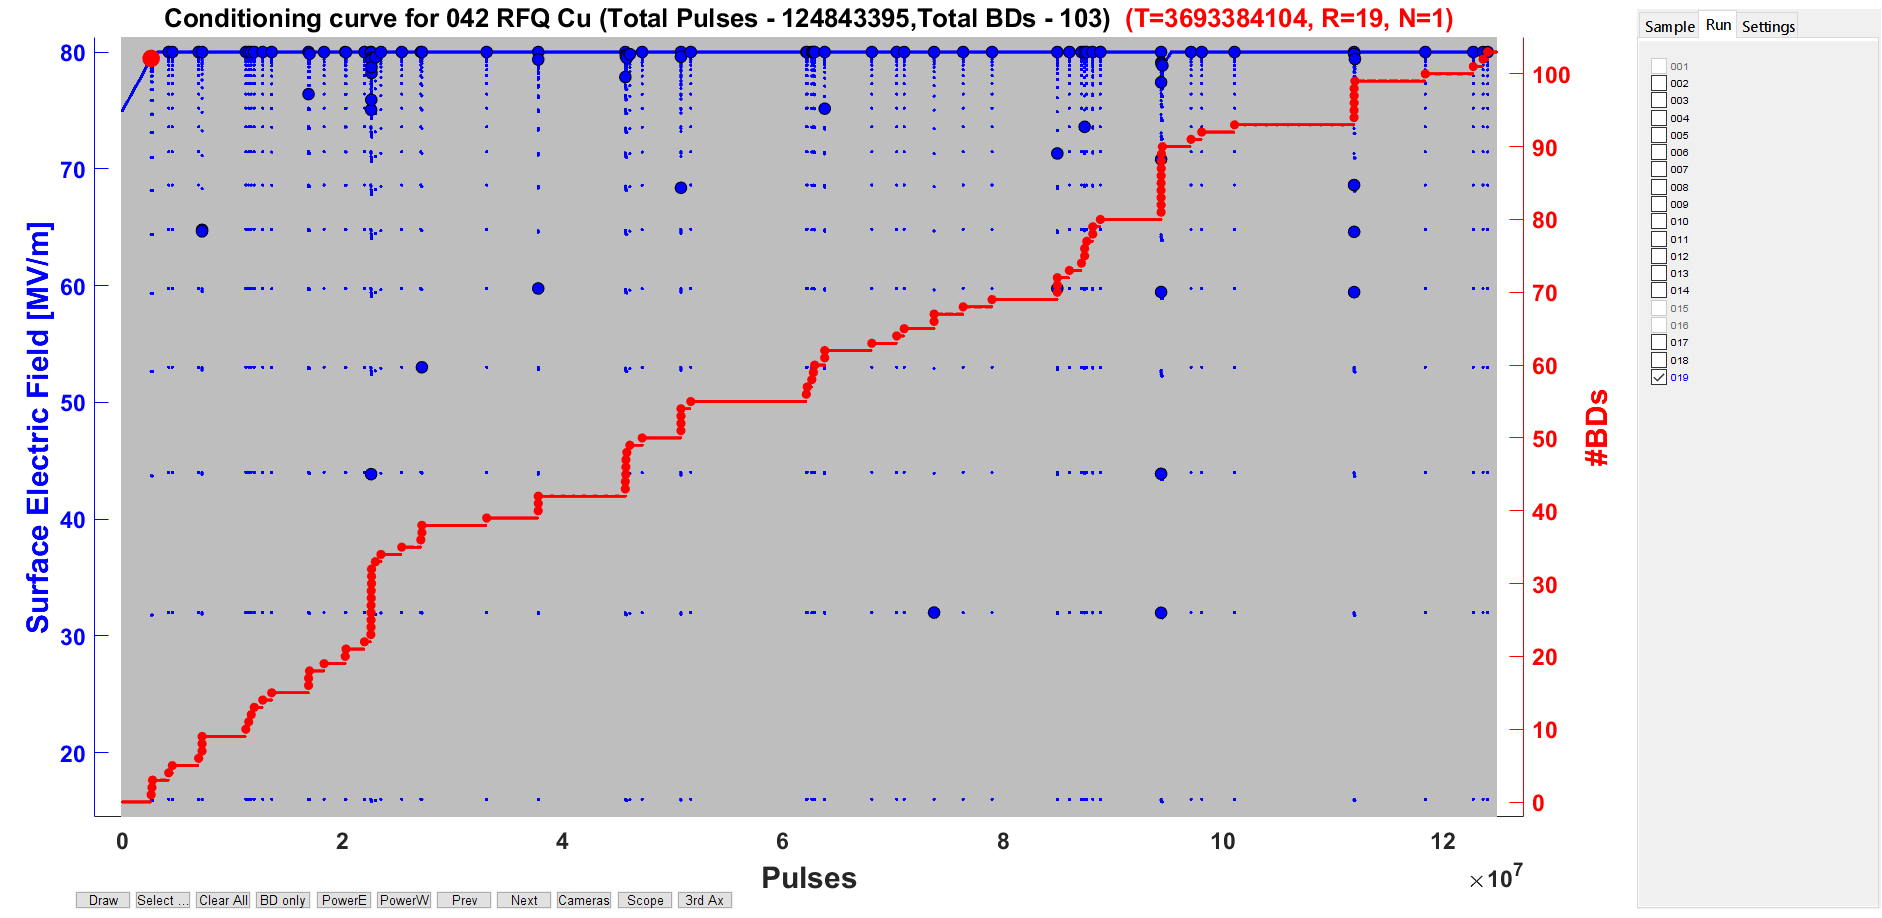 Conditioning curve for 042 RFQ Cu (Total Pulses - 124843395,Total BDs - 103) (T=3693384104, R=19, N=1)
80
70
60
50
40
30
20
Surface Electric Field [MV/m]
100
90
80
70
60
50
40
30
20
10
0
#BDs
0
2
4
6
8
10
12
×10⁷
Pulses
Draw
Select ...
Clear All
BD only
PowerE
PowerW
Prev
Next
Cameras
Scope
3rd Ax
Sample
Run
Settings
001
002
003
004
005
006
007
008
009
010
011
012
013
014
015
016
017
018
019